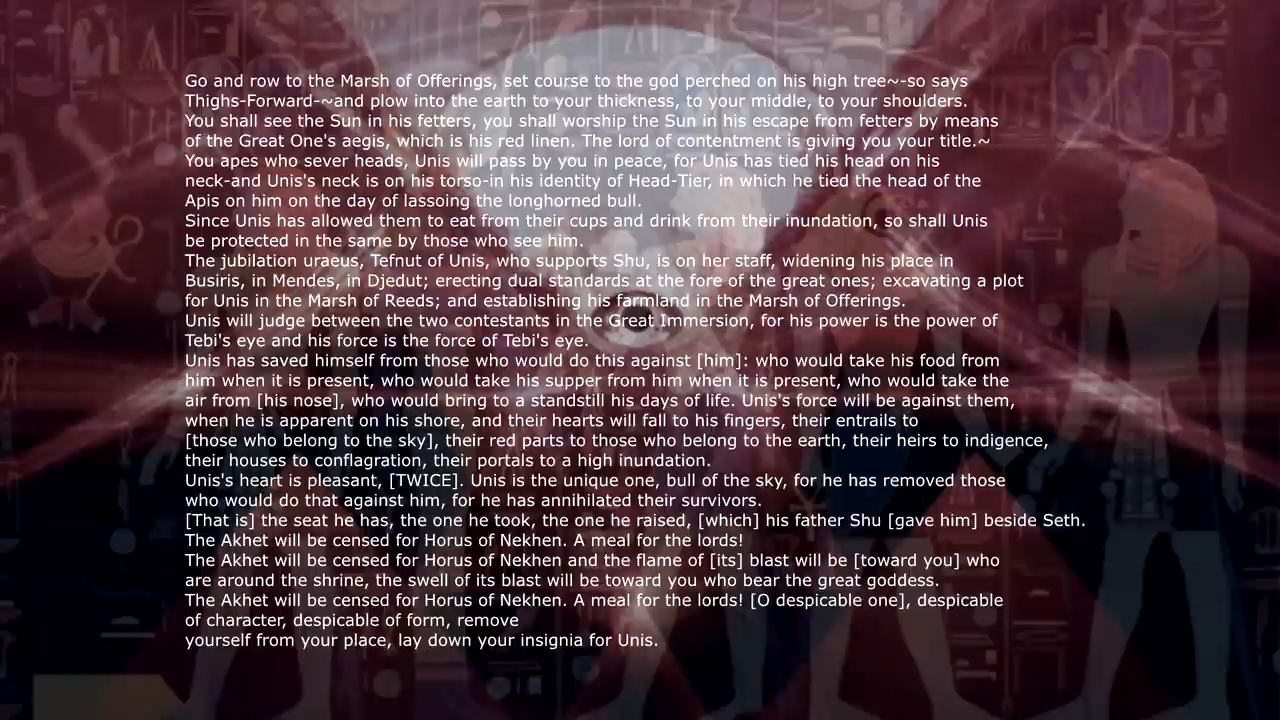 Go and row to the Marsh of Offerings, set course to the god perched on his high tree~-so says
Thighs-Forward-~and plow into the earth to your thickness, to your middle, to your shoulders.
You shall see the Sun in his fetters, you shall worship the Sun in his escape from fetters by means
of the Great One's aegis, which is his red linen. The lord of contentment is giving you your title.~
You apes who sever heads, Unis will pass by you in peace, for Unis has tied his head on his
neck-and Unis's neck is on his torso-in his identity of Head-Tier, in which he tied the head of the
Apis on him on the day of lassoing the longhorned bull.
Since Unis has allowed them to eat from their cups and drink from their inundation, so shall Unis
be protected in the same by those who see him.
The jubilation uraeus, Tefnut of Unis, who supports Shu, is on her staff, widening his place in
Busiris, in Mendes, in Djedut; erecting dual standards at the fore of the great ones; excavating a plot
for Unis in the Marsh of Reeds; and establishing his farmland in the Marsh of Offerings.
Unis will judge between the two contestants in the Great Immersion, for his power is the power of
Tebi's eye and his force is the force of Tebi's eye.
Unis has saved himself from those who would do this against [him]: who would take his food from
him when it is present, who would take his supper from him when it is present, who would take the
air from [his nose], who would bring to a standstill his days of life. Unis's force will be against them,
when he is apparent on his shore, and their hearts will fall to his fingers, their entrails to
[those who belong to the sky], their red parts to those who belong to the earth, their heirs to indigence,
their houses to conflagration, their portals to a high inundation.
Unis's heart is pleasant, [TWICE]. Unis is the unique one, bull of the sky, for he has removed those
who would do that against him, for he has annihilated their survivors.
[That is] the seat he has, the one he took, the one he raised, [which] his father Shu [gave him] beside Seth.
The Akhet will be censed for Horus of Nekhen. A meal for the lords!
The Akhet will be censed for Horus of Nekhen and the flame of [its] blast will be [toward you] who
are around the shrine, the swell of its blast will be toward you who bear the great goddess.
The Akhet will be censed for Horus of Nekhen. A meal for the lords! [O despicable one], despicable
of character, despicable of form, remove
yourself from your place, lay down your insignia for Unis.